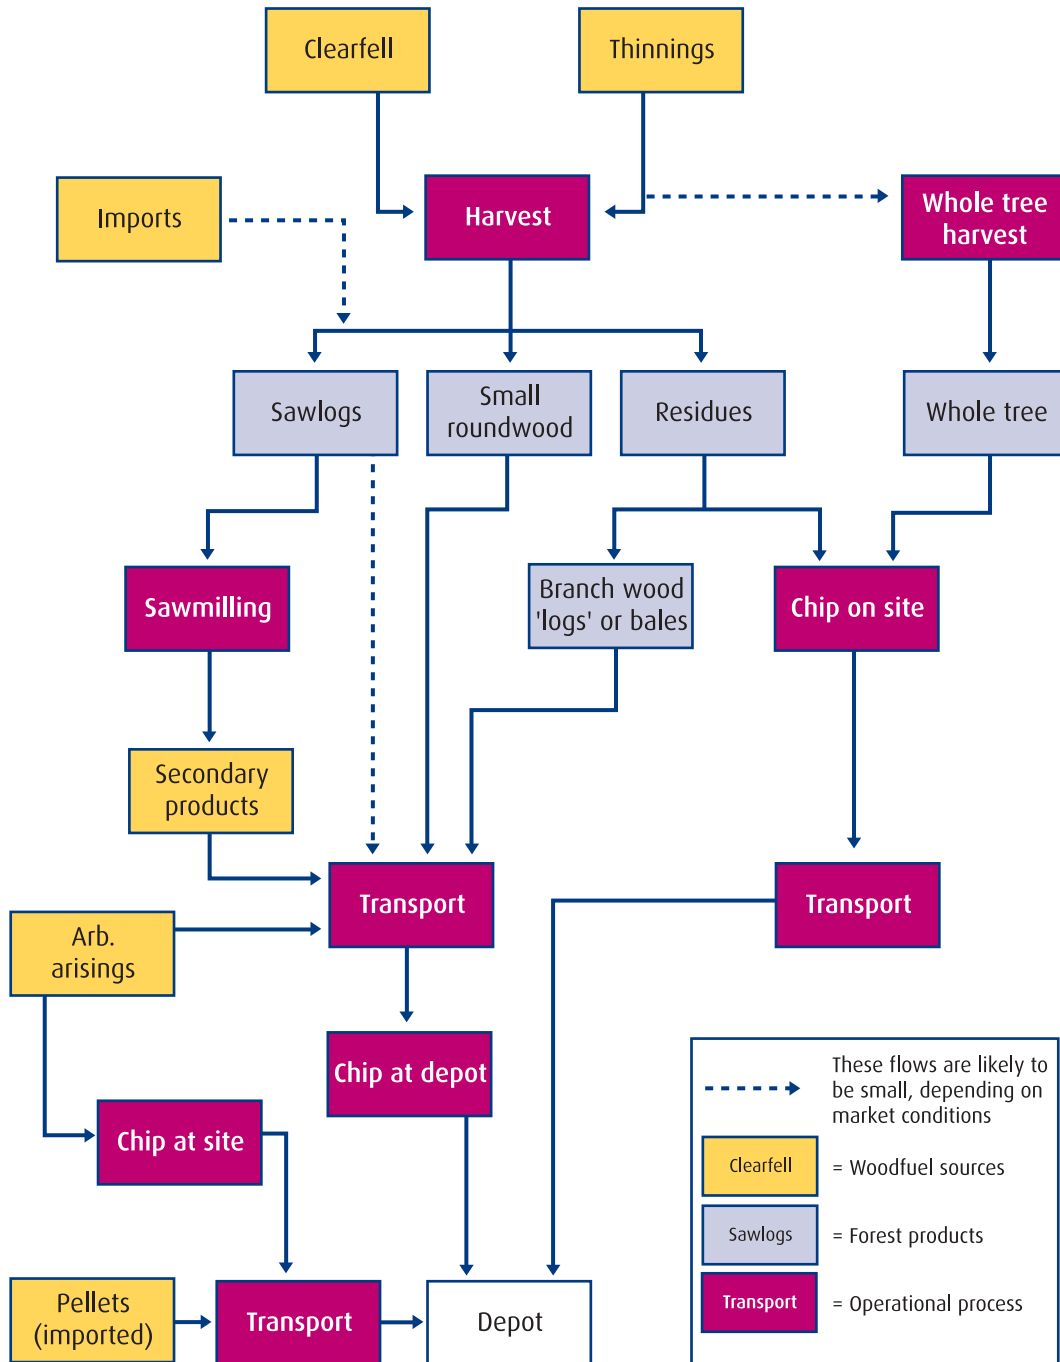 Clearfell
Thinnings
Imports
Harvest
Whole tree
harvest
Sawlogs
Small
roundwood
Residues
Whole tree
Sawmilling
Branch wood
'logs' or bales
Chip on site
Secondary
products
Transport
Transport
Arb.
arisings
Chip at depot
Chip at site
Pellets
(imported)
Transport
Depot
These flows are likely to
be small, depending on
market conditions
Clearfell
= Woodfuel sources
Sawlogs
= Forest products
Transport
= Operational process